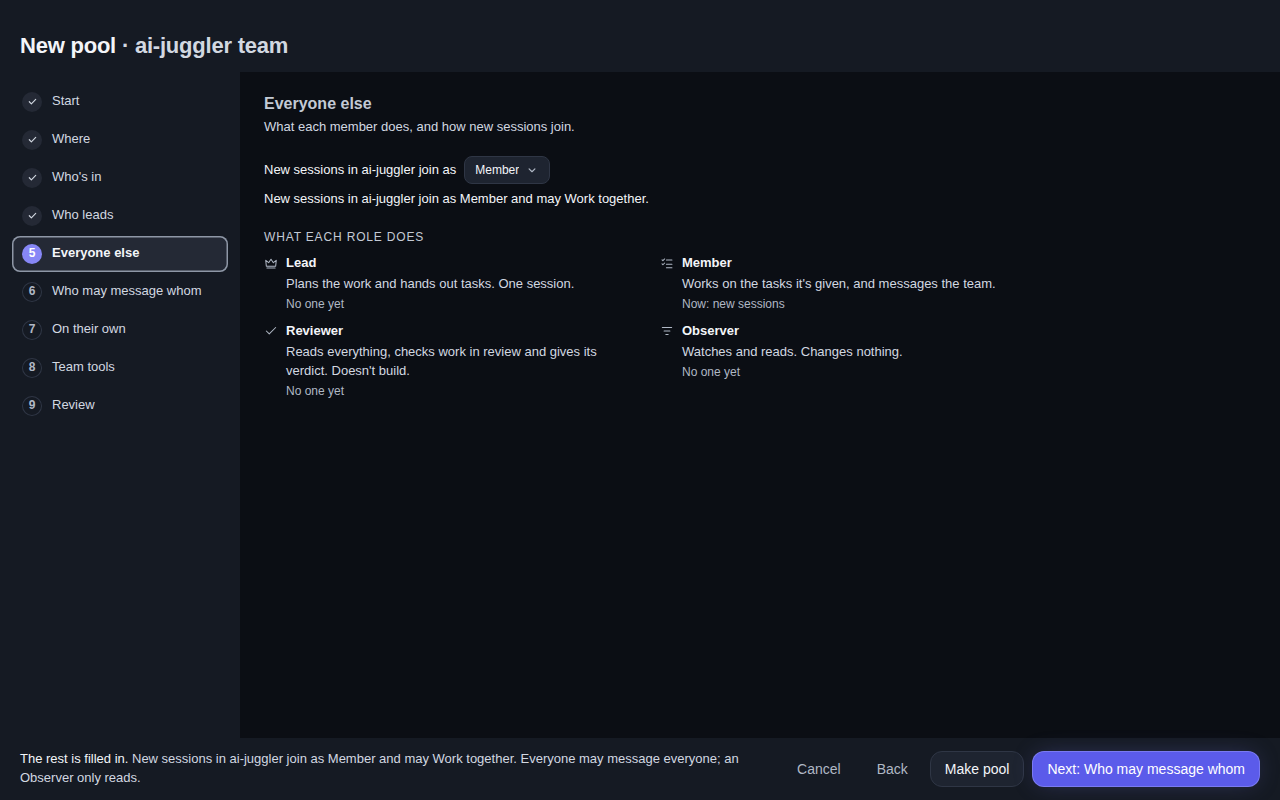 New pool · ai-juggler team
Start
Where
Who's in
Who leads
5 Everyone else
6 Who may message whom
7 On their own
8 Team tools
9 Review
Everyone else
What each member does, and how new sessions join.
New sessions in ai-juggler join as Member
New sessions in ai-juggler join as Member and may Work together.
WHAT EACH ROLE DOES
Lead
Plans the work and hands out tasks. One session.
No one yet
Member
Works on the tasks it's given, and messages the team.
Now: new sessions
Reviewer
Reads everything, checks work in review and gives its
verdict. Doesn't build.
No one yet
Observer
Watches and reads. Changes nothing.
No one yet
The rest is filled in. New sessions in ai-juggler join as Member and may Work together. Everyone may message everyone; an
Observer only reads.
Cancel
Back
Make pool
Next: Who may message whom